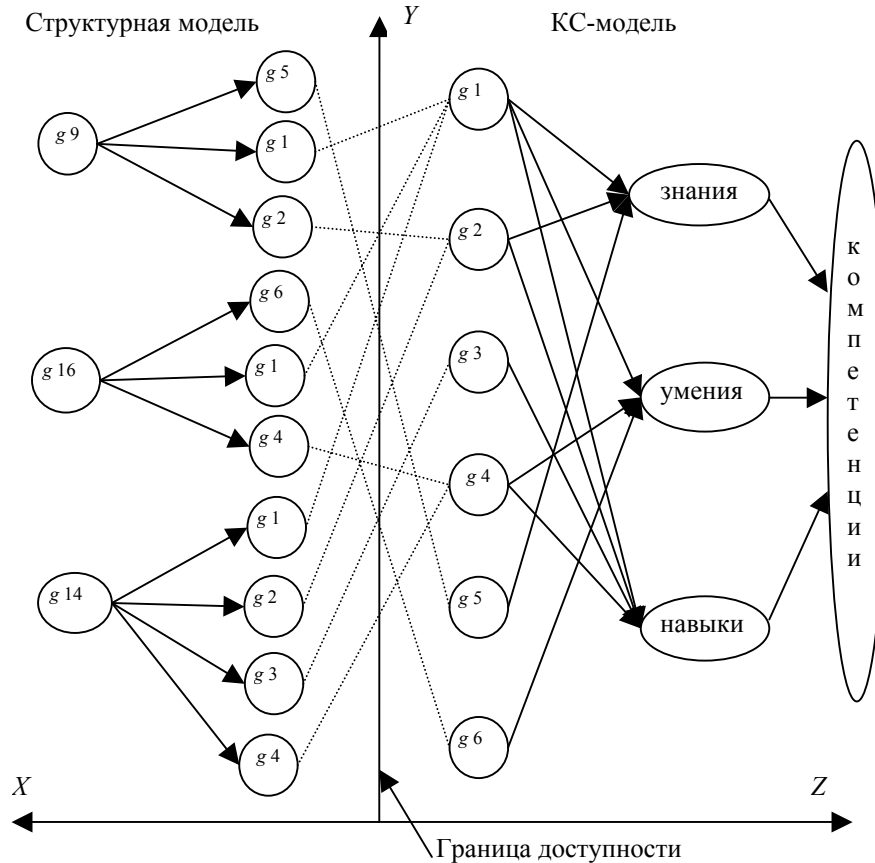 Структурная модель
Y
КС-модель
g 5
g 9
g 1
g 2
g 6
g 16
g 1
g 4
g 1
g 14
g 2
g 3
g 4
g 1
g 2
g 3
g 4
g 5
g 6
знания
умения
навыки
компетенции
X
Z
Граница доступности